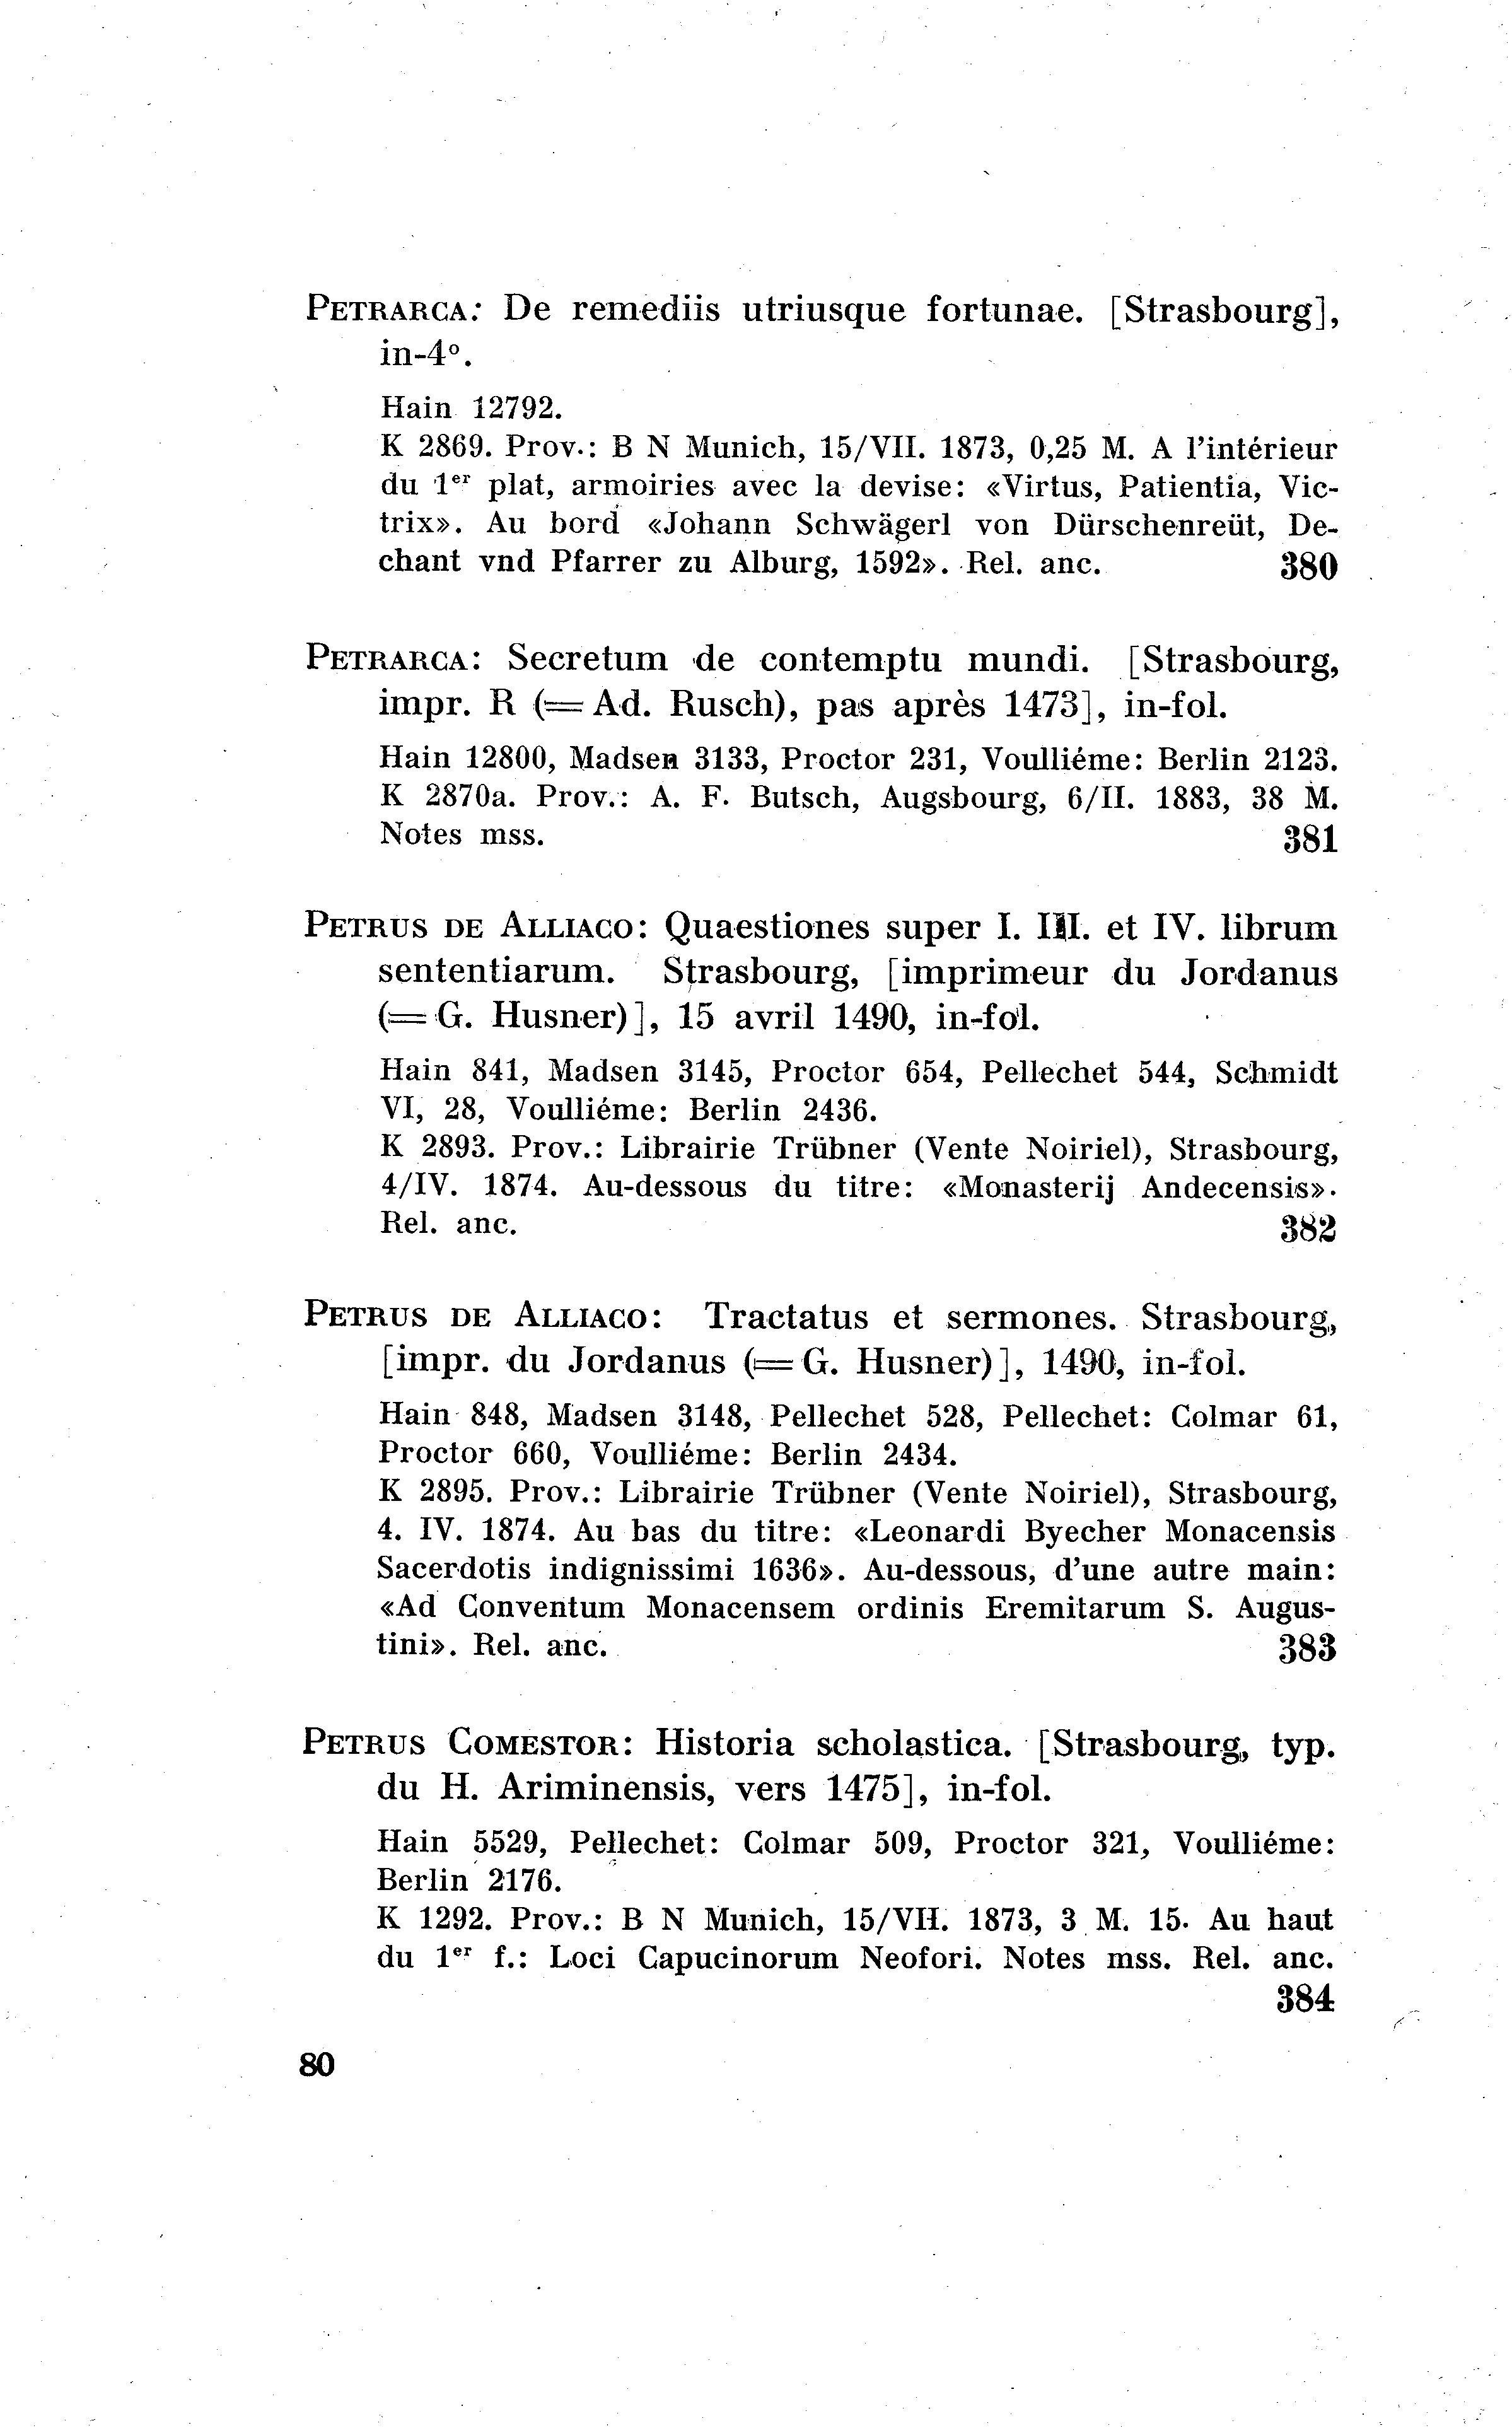 PETRARCA: De remediis utriusque fortunae. [Strasbourg],
in-4°.
Hain 12792.
K 2869. Prov.: B N Munich, 15/VII. 1873, 0,25 M. A l'intérieur
du 1er plat, armoiries avec la devise: «Virtus, Patientia, Vic-
trix». Au bord «Johann Schwägerl von Dürschenreüt, De-
chant vnd Pfarrer zu Alburg, 1592». Rel. anc. 380
PETRARCA: Secretum de contemptu mundi. [Strasbourg,
impr. R (= Ad. Rusch), pas après 1473], in-fol.
Hain 12800, Madsen 3133, Proctor 231, Voulliéme: Berlin 2123.
K 2870a. Prov.: A. F. Butsch, Augsbourg, 6/II. 1883, 38 M.
Notes mss. 381
PETRUS DE ALLIACO: Quaestiones super I. III. et IV. librum
sententiarum. Strasbourg, [imprimeur du Jordanus
(= G. Husner)], 15 avril 1490, in-fol.
Hain 841, Madsen 3145, Proctor 654, Pellechet 544, Schmidt
VI, 28, Voulliéme: Berlin 2436.
K 2893. Prov.: Librairie Trübner (Vente Noiriel), Strasbourg,
4/IV. 1874. Au-dessous du titre: «Monasterij Andecensis».
Rel. anc. 382
PETRUS DE ALLIACO: Tractatus et sermones. Strasbourg,
[impr. du Jordanus (= G. Husner)], 1490, in-fol.
Hain 848, Madsen 3148, Pellechet 528, Pellechet: Colmar 61,
Proctor 660, Voulliéme: Berlin 2434.
K 2895. Prov.: Librairie Trübner (Vente Noiriel), Strasbourg,
4. IV. 1874. Au bas du titre: «Leonardi Byecher Monacensis
Sacerdotis indignissimi 1636». Au-dessous, d'une autre main:
«Ad Conventum Monacensem ordinis Eremitarum S. Augus-
tini». Rel. anc. 383
PETRUS COMESTOR: Historia scholastica. [Strasbourg, typ.
du H. Ariminensis, vers 1475], in-fol.
Hain 5529, Pellechet: Colmar 509, Proctor 321, Voulliéme:
Berlin 2176.
K 1292. Prov.: B N Munich, 15/VII. 1873, 3 M. 15. Au haut
du 1er f.: Loci Capucinorum Neofori. Notes mss. Rel. anc.
384
80